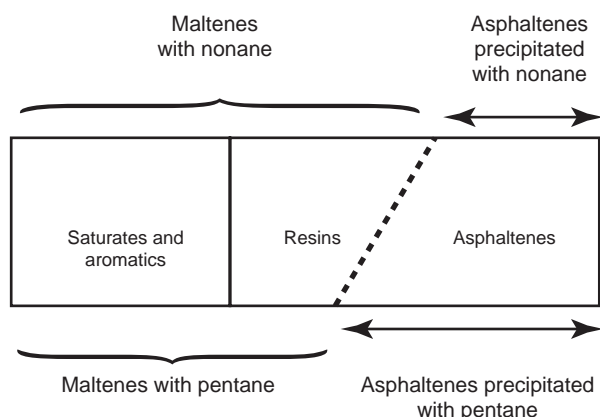 Maltenes
with nonane
Asphaltenes
precipitated
with nonane
Saturates and
aromatics
Resins
Asphaltenes
Maltenes with pentane
Asphaltenes precipitated
with pentane